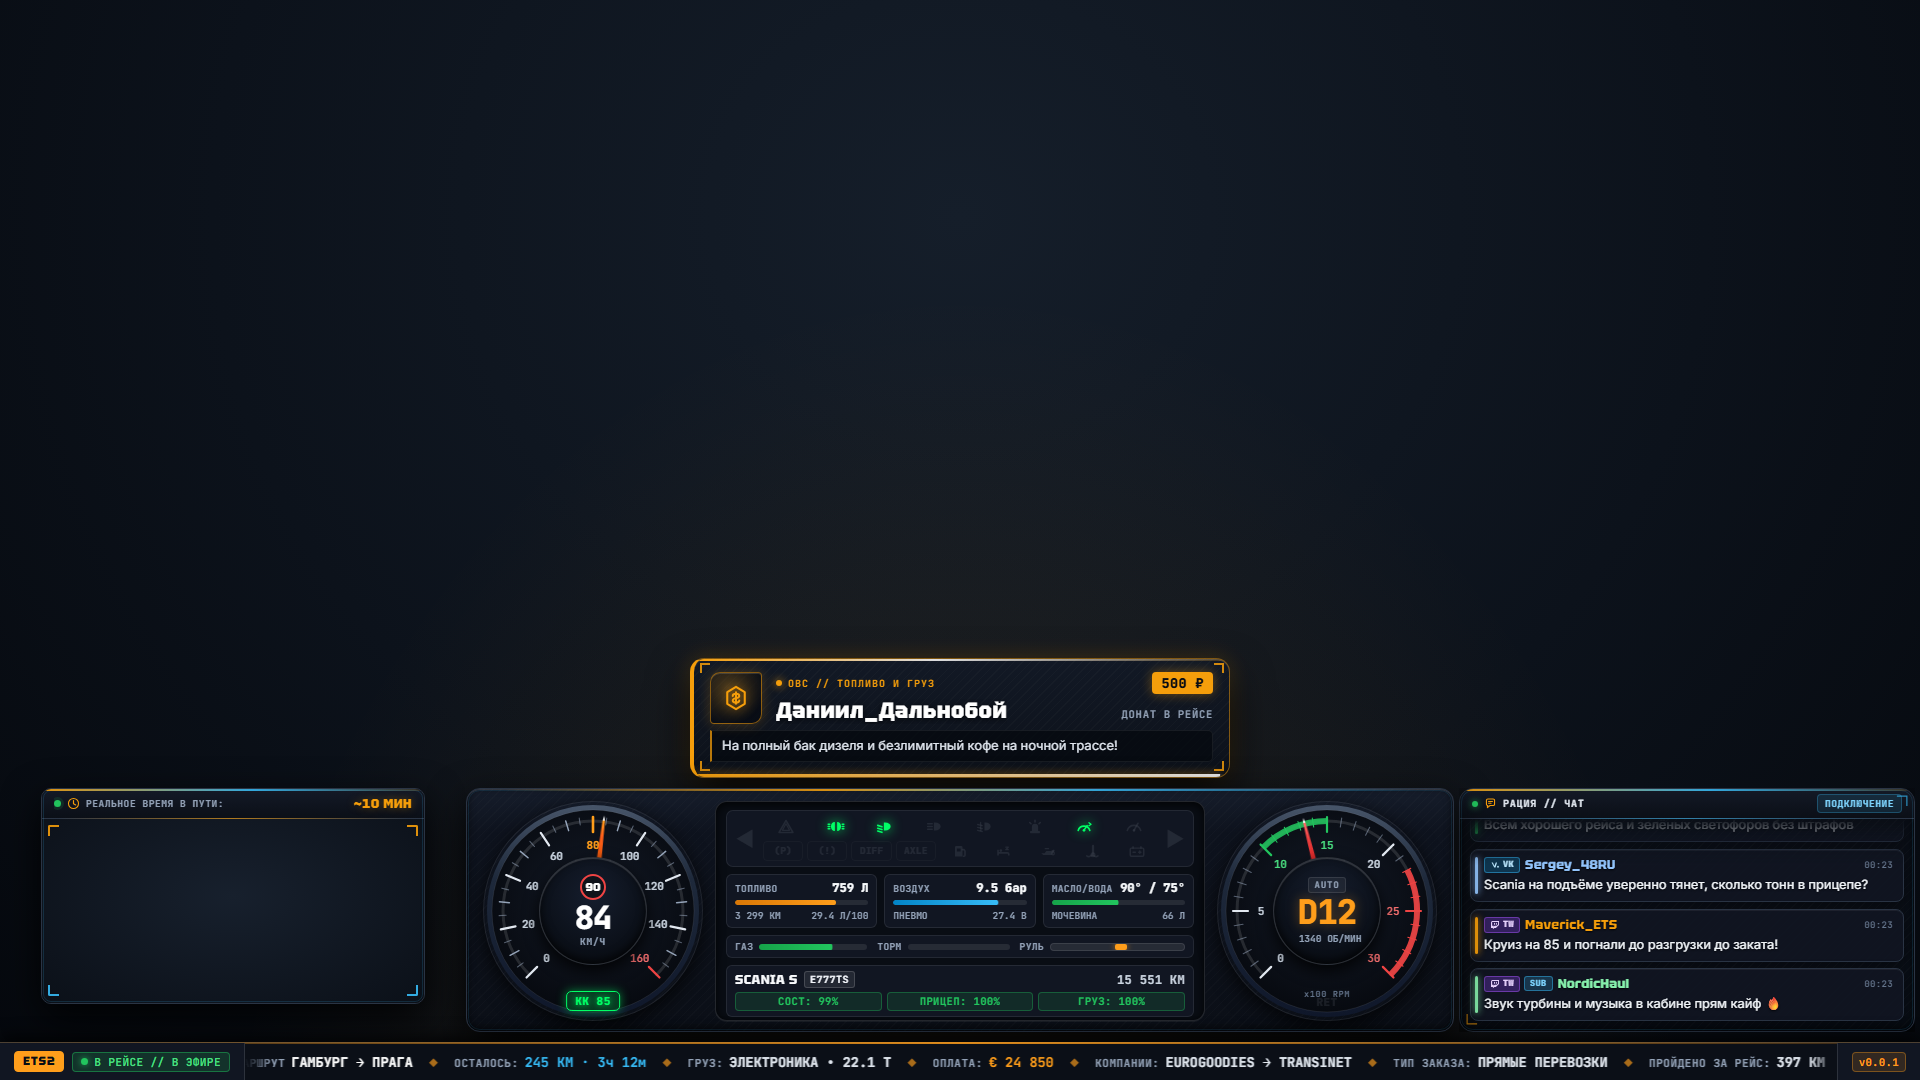 ОВС // ТОПЛИВО И ГРУЗ
500 ₽
Даниил_Дальнобой
ДОНАТ В РЕЙСЕ
На полный бак дизеля и безлимитный кофе на ночной трассе!
РЕАЛЬНОЕ ВРЕМЯ В ПУТИ:
~10 МИН
0
20
40
60
80
100
120
140
160
90
84
КМ/Ч
КК 85
(P)
(!)
DIFF
AXLE
ТОПЛИВО 759 Л
3 299 КМ 29.4 Л/100
ВОЗДУХ 9.5 бар
ПНЕВМО 27.4 В
МАСЛО/ВОДА 90° / 75°
МОЧЕВИНА 66 Л
ГАЗ
ТОРМ
РУЛЬ
SCANIA S E777TS 15 551 КМ
СОСТ: 99%
ПРИЦЕП: 100%
ГРУЗ: 100%
0
5
10
15
20
25
30
AUTO
D12
1340 ОБ/МИН
x100 RPM
RET
РАЦИЯ // ЧАТ
ПОДКЛЮЧЕНИЕ
Всем хорошего рейса и зелёных светофоров без штрафов
VK Sergey_48RU 00:23
Scania на подъёме уверенно тянет, сколько тонн в прицепе?
TW Maverick_ETS 00:23
Круиз на 85 и погнали до разгрузки до заката!
TW SUB NordicHaul 00:23
Звук турбины и музыка в кабине прям кайф 🔥
ETS2
В РЕЙСЕ // В ЭФИРЕ
РШРУТ ГАМБУРГ → ПРАГА ◆ ОСТАЛОСЬ: 245 КМ · 3ч 12м ◆ ГРУЗ: ЭЛЕКТРОНИКА • 22.1 Т ◆ ОПЛАТА: € 24 850 ◆ КОМПАНИИ: EUROGOODIES → TRANSINET ◆ ТИП ЗАКАЗА: ПРЯМЫЕ ПЕРЕВОЗКИ ◆ ПРОЙДЕНО ЗА РЕЙС: 397 КМ
v0.0.1